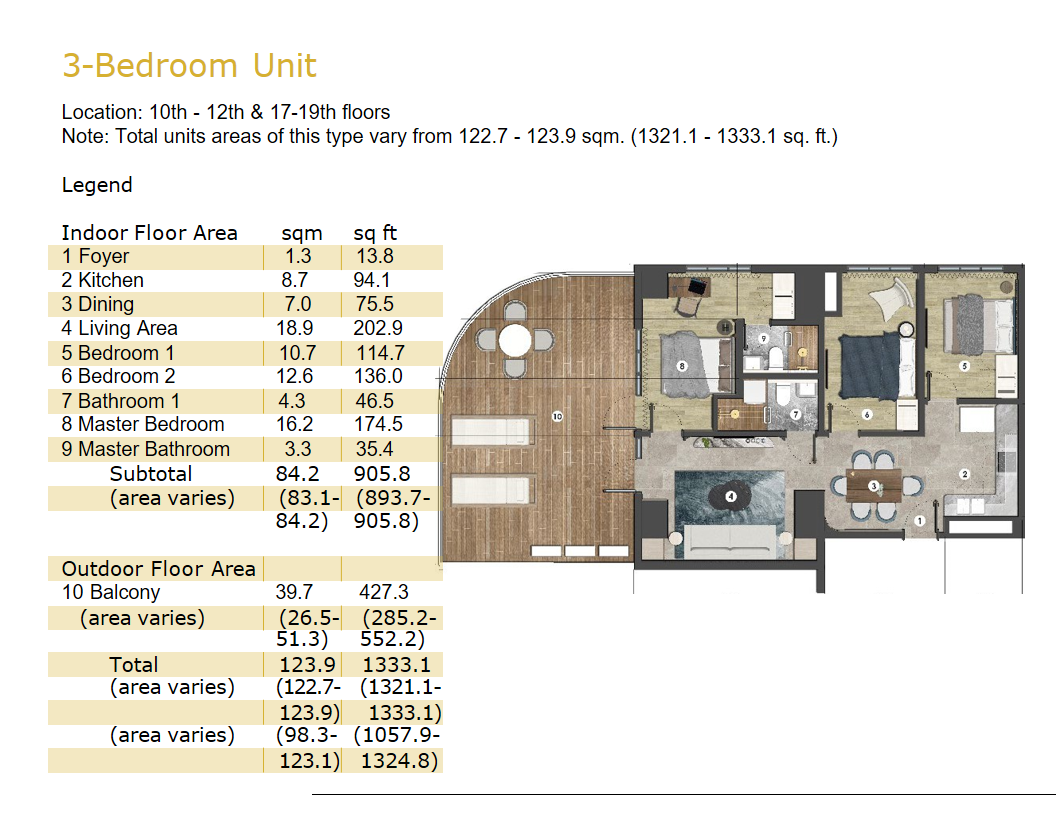 3-Bedroom Unit
Location: 10th - 12th & 17-19th floors
Note: Total units areas of this type vary from 122.7 - 123.9 sqm. (1321.1 - 1333.1 sq. ft.)
Legend
Indoor Floor Area sqm sq ft
1 Foyer 1.3 13.8
2 Kitchen 8.7 94.1
3 Dining 7.0 75.5
4 Living Area 18.9 202.9
5 Bedroom 1 10.7 114.7
6 Bedroom 2 12.6 136.0
7 Bathroom 1 4.3 46.5
8 Master Bedroom 16.2 174.5
9 Master Bathroom 3.3 35.4
Subtotal 84.2 905.8
(area varies) (83.1- (893.7-
84.2) 905.8)
Outdoor Floor Area
10 Balcony 39.7 427.3
(area varies) (26.5- (285.2-
51.3) 552.2)
Total 123.9 1333.1
(area varies) (122.7- (1321.1-
123.9) 1333.1)
(area varies) (98.3- (1057.9-
123.1) 1324.8)
9
8
5
10
7
6
2
3
4
1